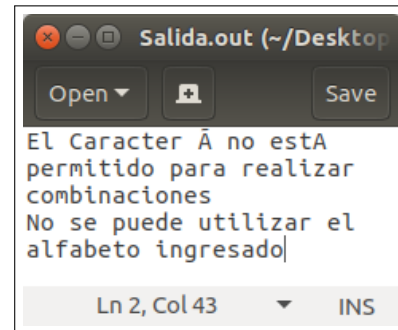 Salida.out (~/Desktop
Open
Save
El Caracter Ã no estA
permitido para realizar
combinaciones
No se puede utilizar el
alfabeto ingresado
Ln 2, Col 43
INS